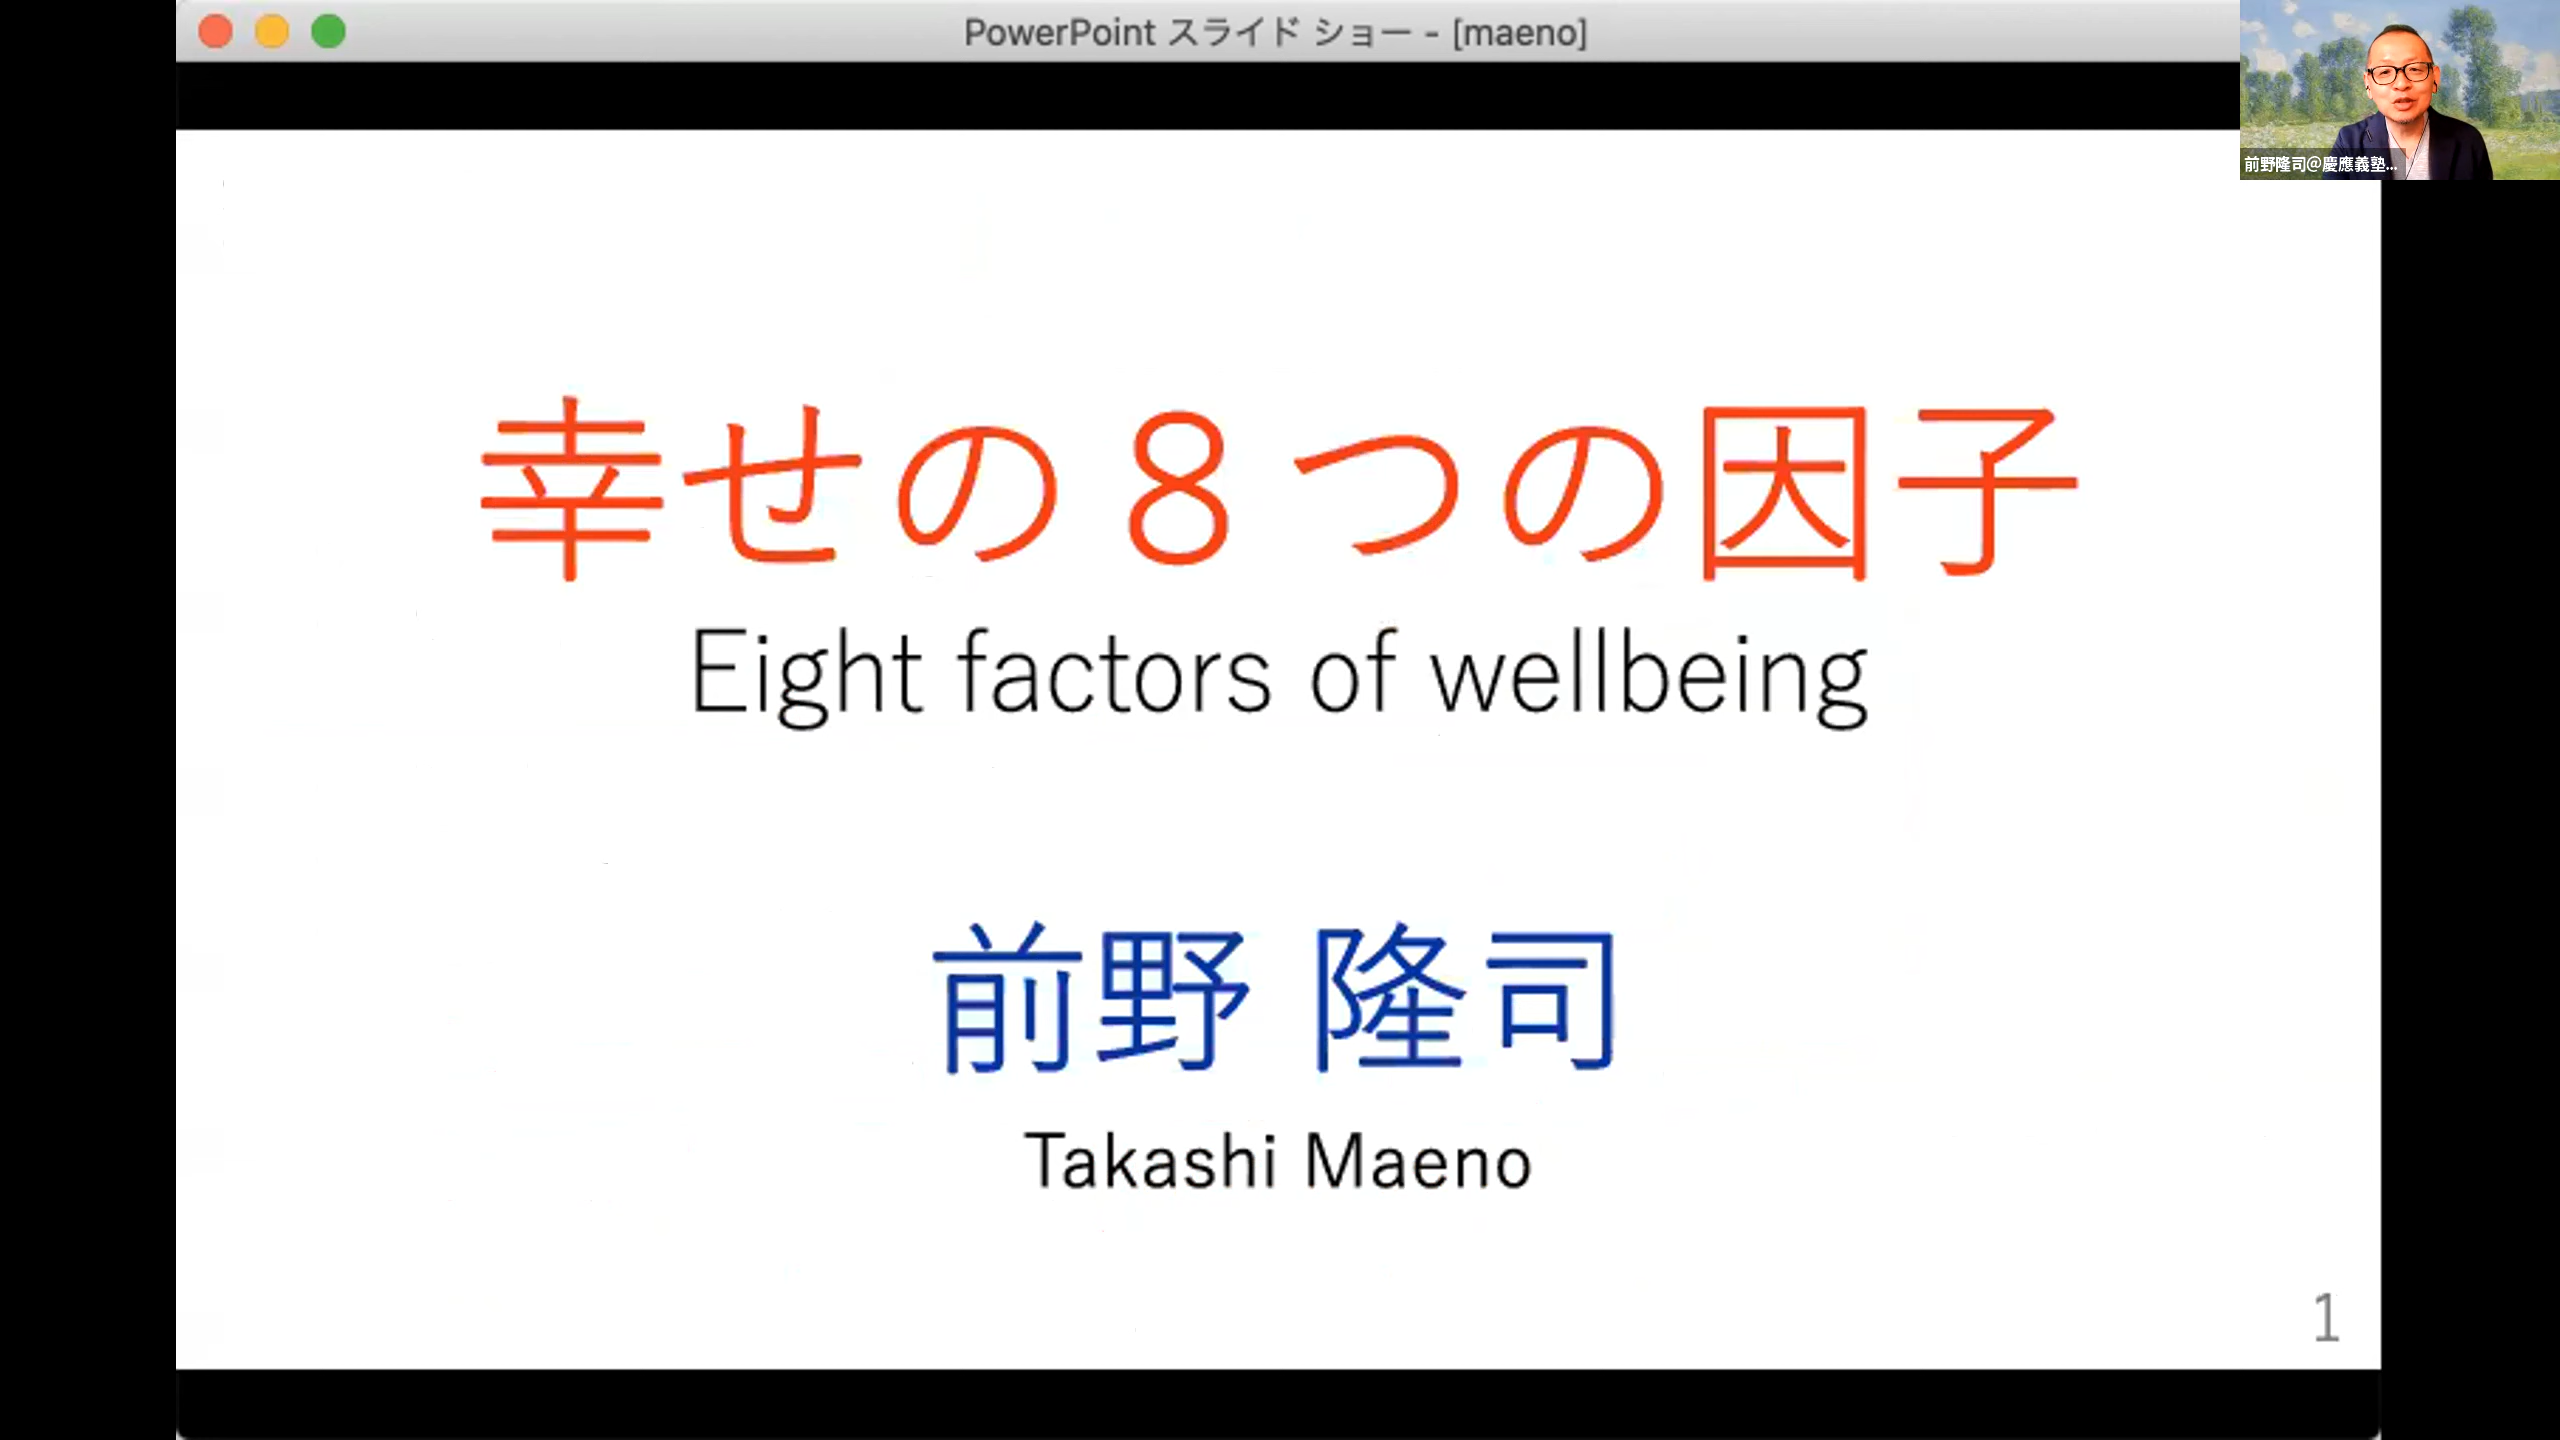 PowerPoint スライド ショー - [maeno]
前野隆司@慶應義塾...
幸せの８つの因子
Eight factors of wellbeing
前野 隆司
Takashi Maeno
1